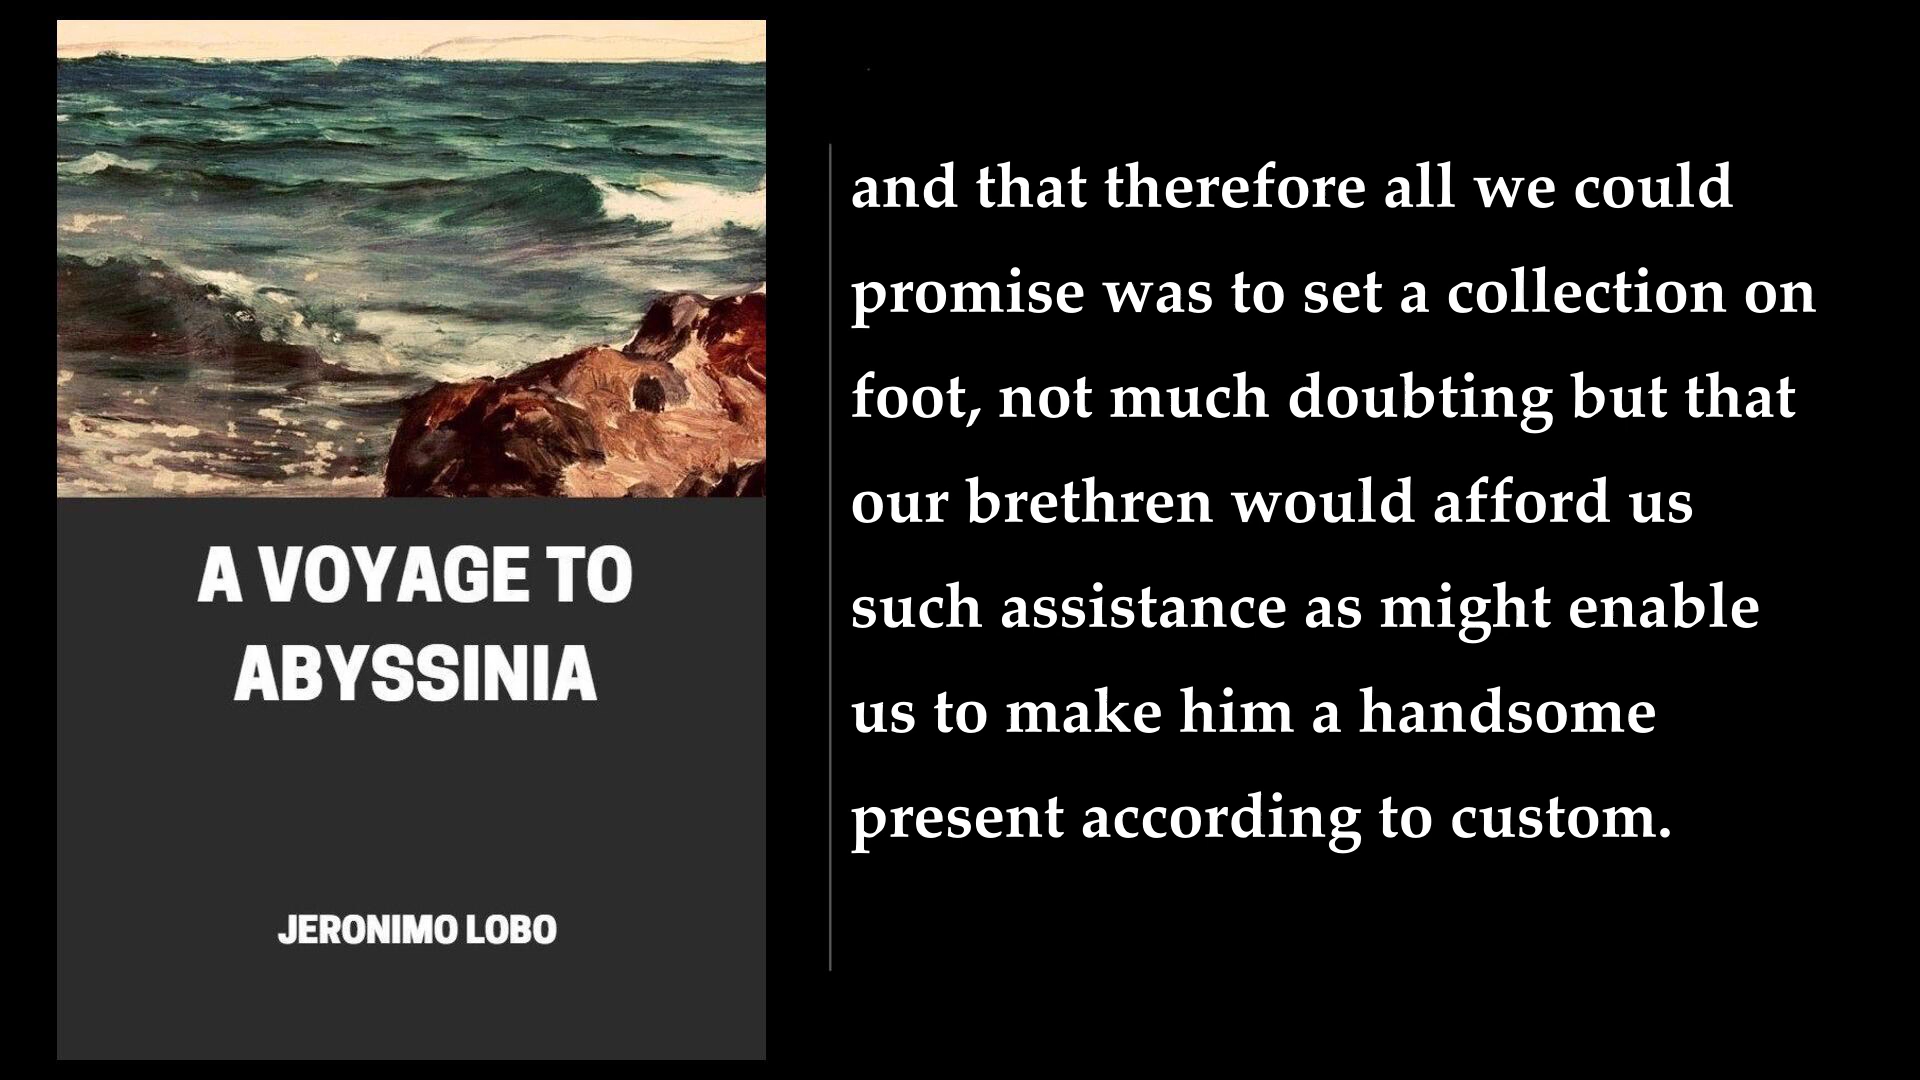 A VOYAGE TO
ABYSSINIA
JERONIMO LOBO
and that therefore all we could
promise was to set a collection on
foot, not much doubting but that
our brethren would afford us
such assistance as might enable
us to make him a handsome
present according to custom.